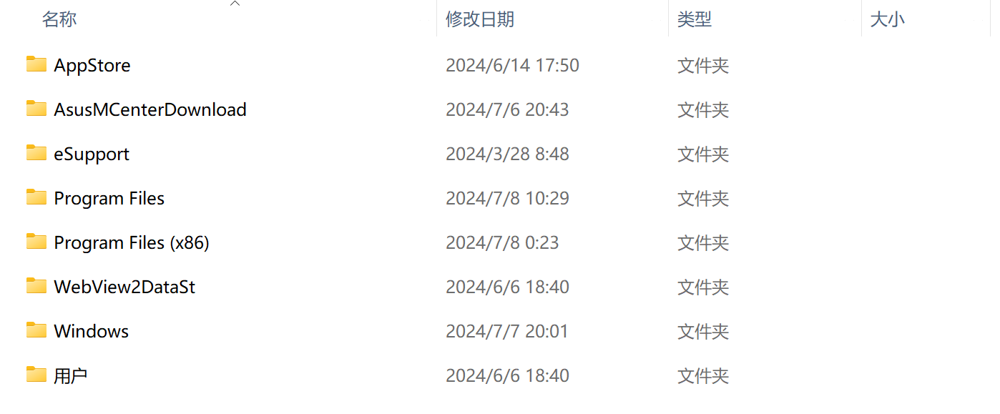 名称 修改日期 类型 大小
AppStore 2024/6/14 17:50 文件夹
AsusMCenterDownload 2024/7/6 20:43 文件夹
eSupport 2024/3/28 8:48 文件夹
Program Files 2024/7/8 10:29 文件夹
Program Files (x86) 2024/7/8 0:23 文件夹
WebView2DataSt 2024/6/6 18:40 文件夹
Windows 2024/7/7 20:01 文件夹
用户 2024/6/6 18:40 文件夹